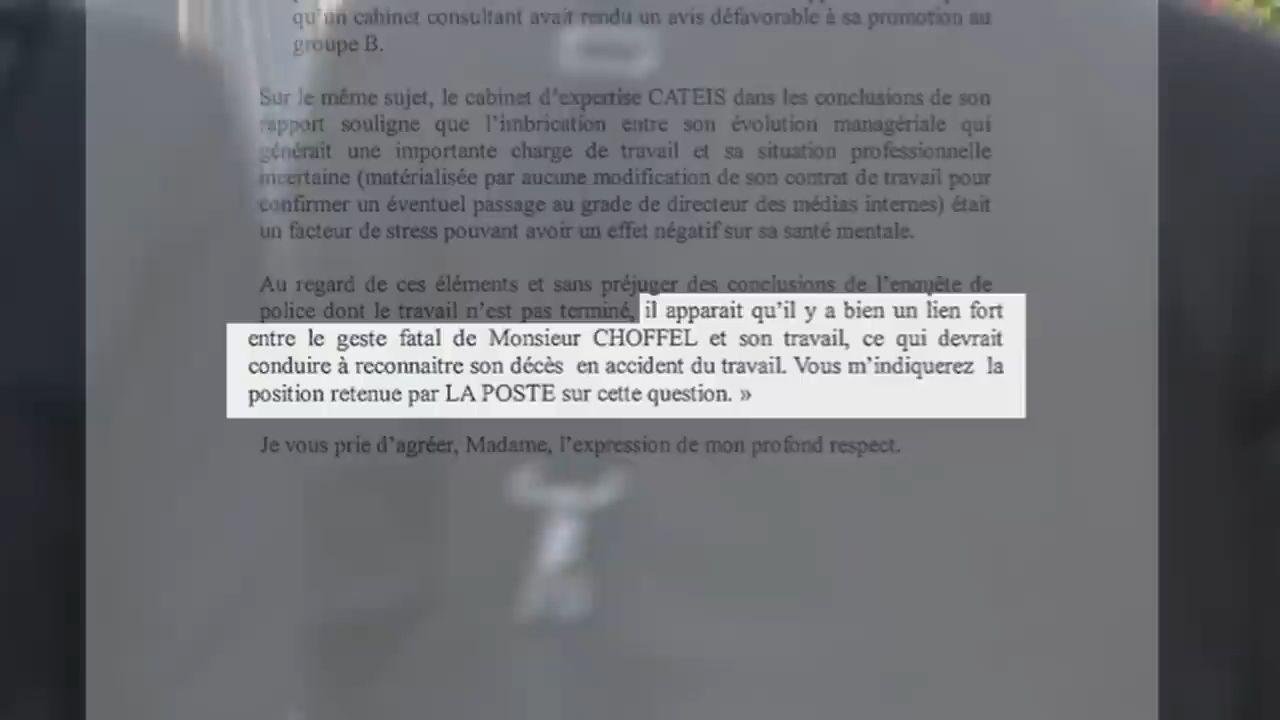 qu'un cabinet consultant avait rendu un avis défavorable à sa promotion au
groupe B.
Sur le même sujet, le cabinet d'expertise CATEIS dans les conclusions de son
rapport souligne que l'imbrication entre son évolution managériale qui
générait une importante charge de travail et sa situation professionnelle
incertaine (matérialisée par aucune modification de son contrat de travail pour
confirmer un éventuel passage au grade de directeur des médias internes) était
un facteur de stress pouvant avoir un effet négatif sur sa santé mentale.
Au regard de ces éléments et sans préjuger des conclusions de l'enquête de
police dont le travail n'est pas terminé, il apparait qu'il y a bien un lien fort
entre le geste fatal de Monsieur CHOFFEL et son travail, ce qui devrait
conduire à reconnaitre son décès en accident du travail. Vous m'indiquerez la
position retenue par LA POSTE sur cette question. »
Je vous prie d'agréer, Madame, l'expression de mon profond respect.